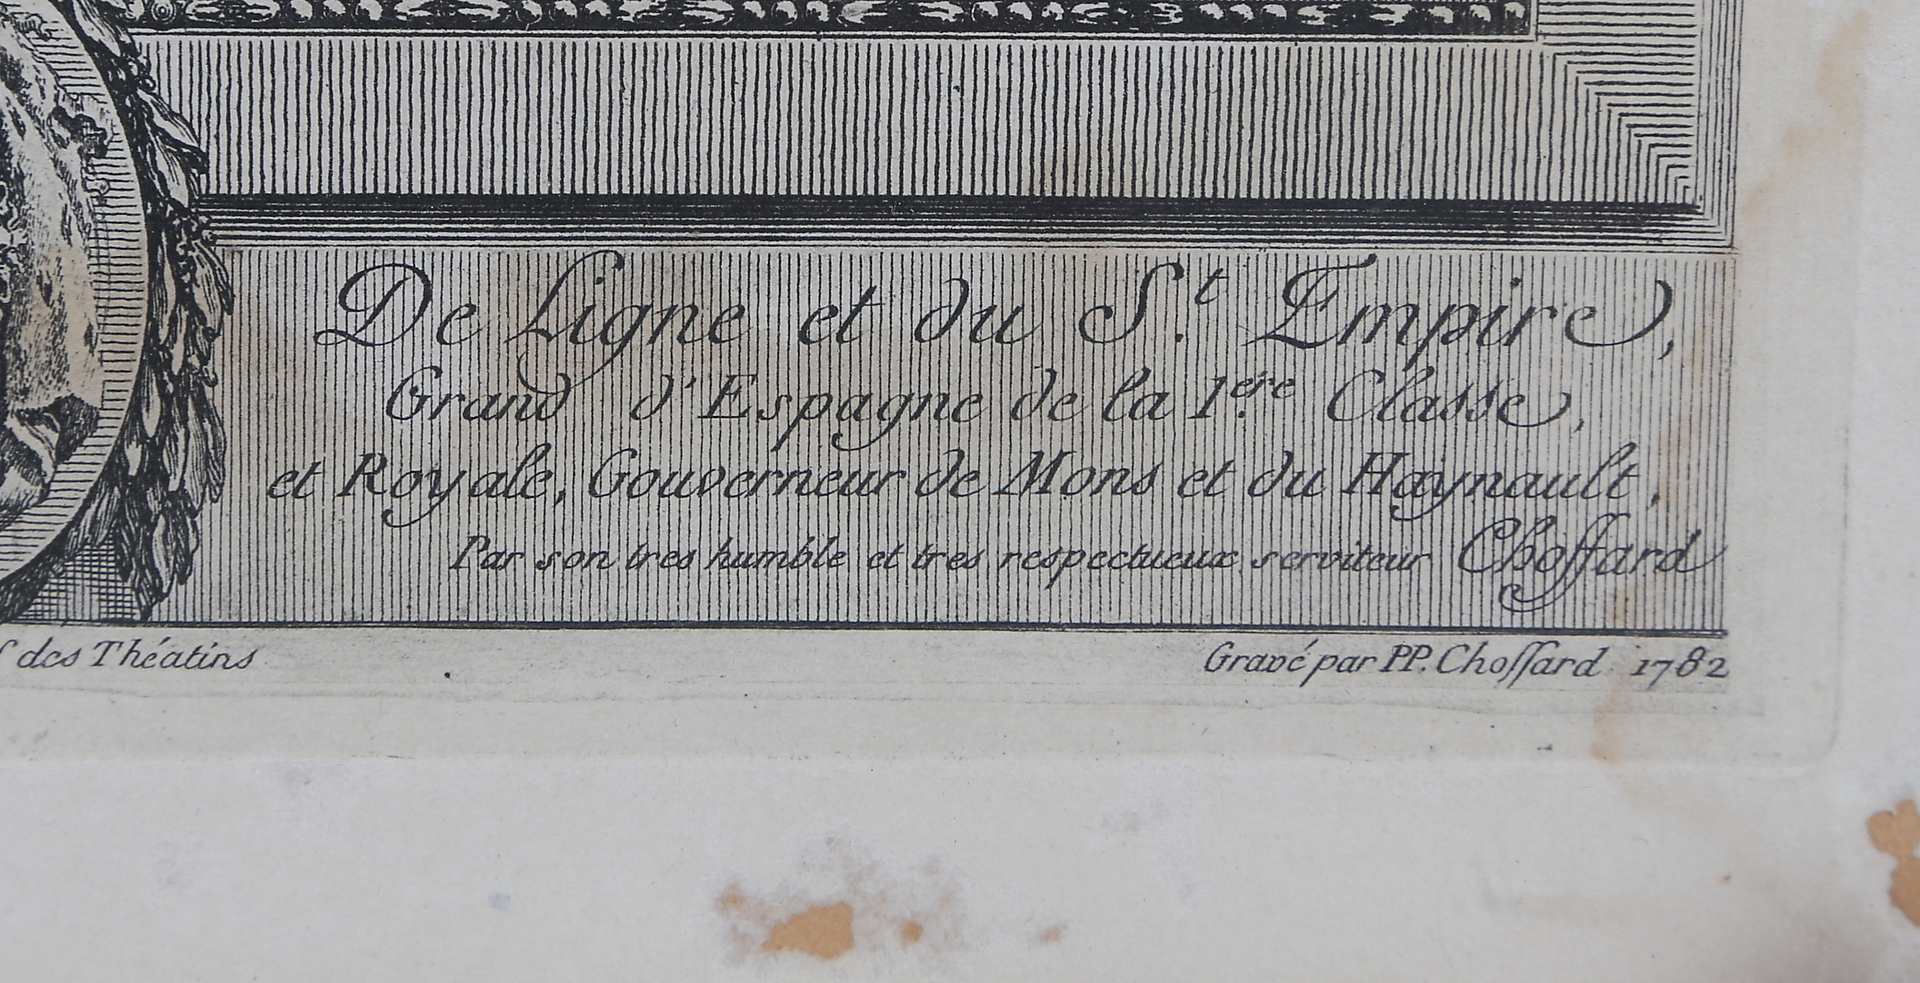 De Ligne et du S.t Empire,
Grand d'Espagne de la 1.ere Classe,
et Royale, Gouverneur de Mons et du Haynault,
Par son tres humble et tres respectueux serviteur Choffard
des Théatins
Gravé par PP. Choffard 1782